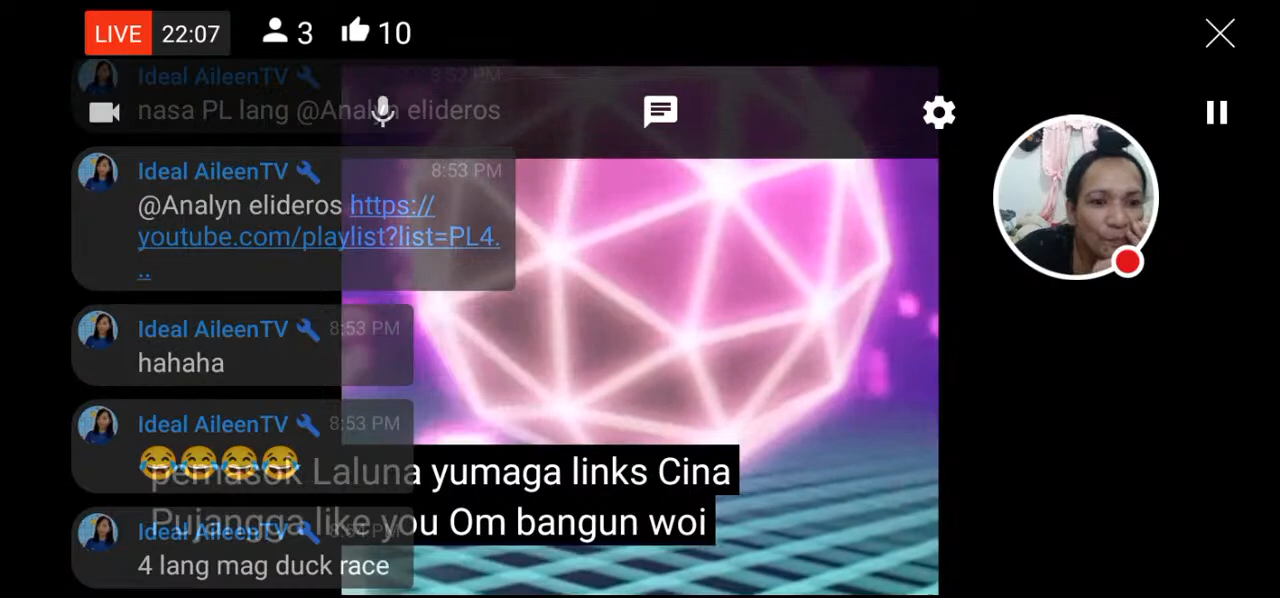 LIVE 22:07 3 10
Ideal AileenTV 8:52 PM
nasa PL lang @Analyn elideros
Ideal AileenTV 8:53 PM
@Analyn elideros https://
youtube.com/playlist?list=PL4.
..
Ideal AileenTV 8:53 PM
hahaha
Ideal AileenTV 8:53 PM
😂😂😂😂
pemasok Laluna yumaga links Cina
Pujangga like you Om bangun woi
Ideal AileenTV 8:54 PM
4 lang mag duck race